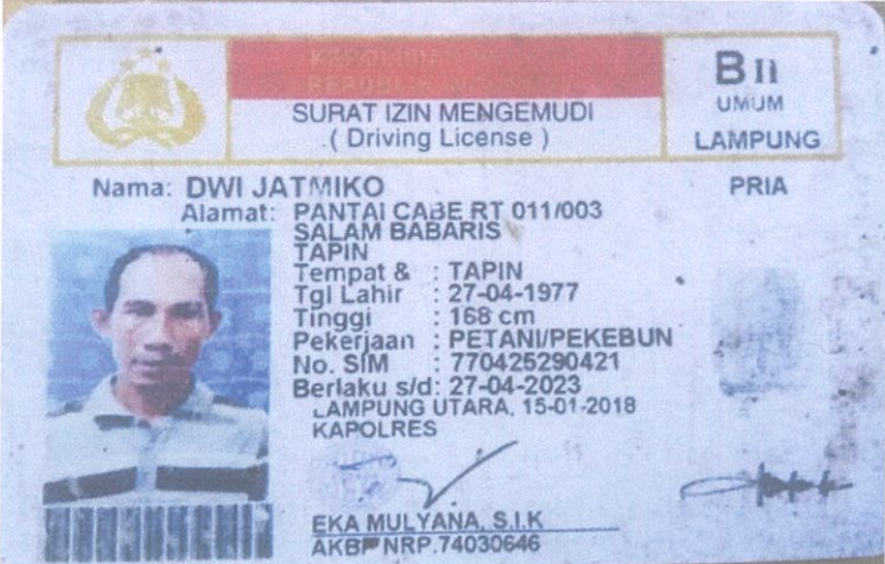 KEPOLISIAN
REPUBLIK
SURAT IZIN MENGEMUDI
( Driving License )
B II
UMUM
LAMPUNG
Nama: DWI JATMIKO
PRIA
Alamat: PANTAI CABE RT 011/003
SALAM BABARIS
TAPIN
Tempat & : TAPIN
Tgl Lahir : 27-04-1977
Tinggi : 168 cm
Pekerjaan : PETANI/PEKEBUN
No. SIM : 770425290421
Berlaku s/d: 27-04-2023
LAMPUNG UTARA, 15-01-2018
KAPOLRES
EKA MULYANA, S.I.K
AKBP NRP.74030646